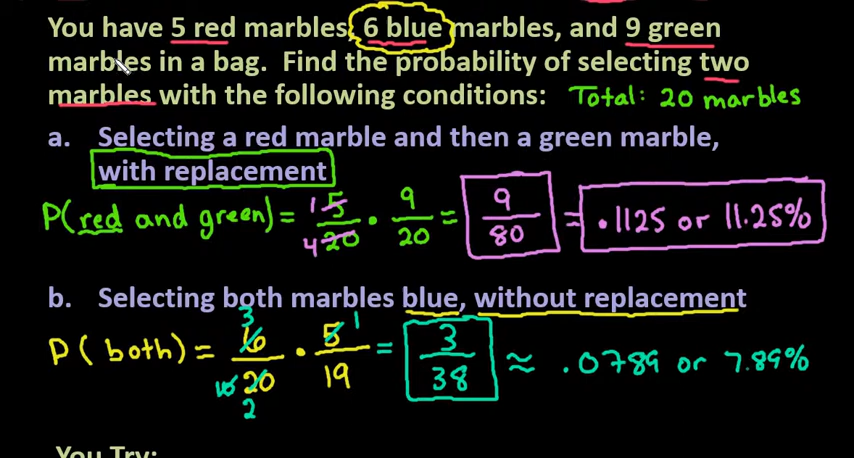 You have 5 red marbles, 6 blue marbles, and 9 green
marbles in a bag. Find the probability of selecting two
marbles with the following conditions: Total: 20 marbles
a. Selecting a red marble and then a green marble,
with replacement
P(red and green) = 1 5/4 20 · 9/20 = 9/80 = .1125 or 11.25%
b. Selecting both marbles blue, without replacement
P( both) = 3 6/10 20 2 · 5 1/19 = 3/38 ≈ .0789 or 7.89%
You Try: